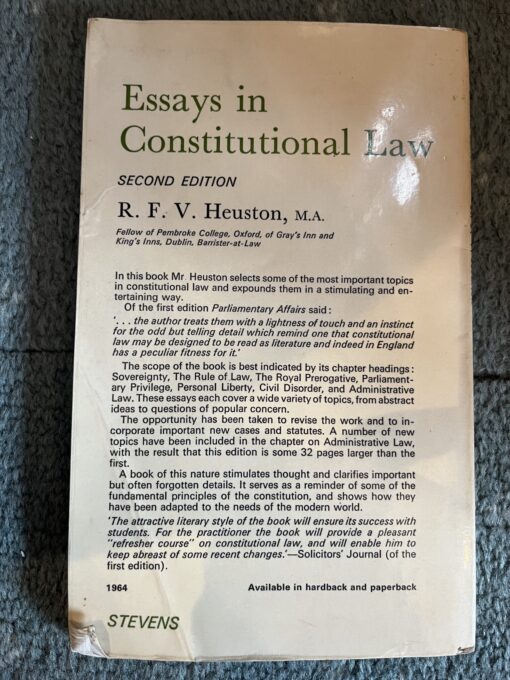 Essays in
Constitutional Law
SECOND EDITION
R. F. V. Heuston, M.A.
Fellow of Pembroke College, Oxford, of Gray's Inn and
King's Inns, Dublin, Barrister-at-Law
In this book Mr. Heuston selects some of the most important topics
in constitutional law and expounds them in a stimulating and en-
tertaining way.
Of the first edition Parliamentary Affairs said:
'. . . the author treats them with a lightness of touch and an instinct
for the odd but telling detail which remind one that constitutional
law may be designed to be read as literature and indeed in England
has a peculiar fitness for it.'
The scope of the book is best indicated by its chapter headings:
Sovereignty, The Rule of Law, The Royal Prerogative, Parliament-
ary Privilege, Personal Liberty, Civil Disorder, and Administrative
Law. These essays each cover a wide variety of topics, from abstract
ideas to questions of popular concern.
The opportunity has been taken to revise the work and to in-
corporate important new cases and statutes. A number of new
topics have been included in the chapter on Administrative Law,
with the result that this edition is some 32 pages larger than the
first.
A book of this nature stimulates thought and clarifies important
but often forgotten details. It serves as a reminder of some of the
fundamental principles of the constitution, and shows how they
have been adapted to the needs of the modern world.
'The attractive literary style of the book will ensure its success with
students. For the practitioner the book will provide a pleasant
"refresher course" on constitutional law, and will enable him to
keep abreast of some recent changes.'—Solicitors' Journal (of the
first edition).
1964
Available in hardback and paperback
STEVENS